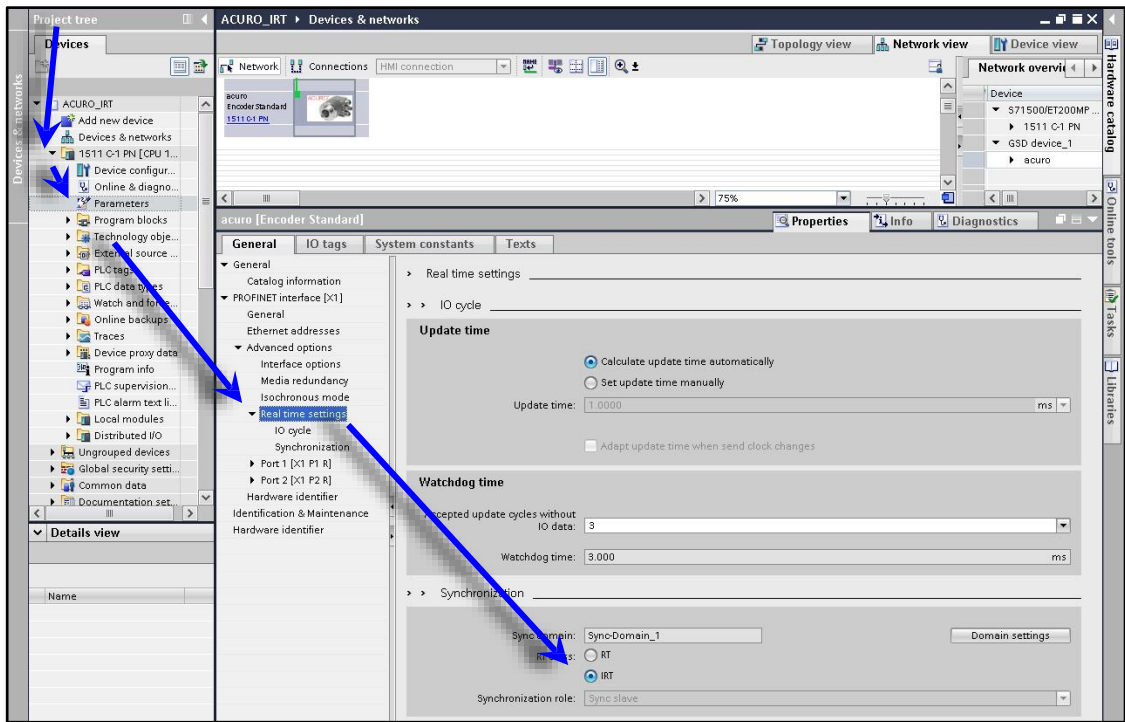 Project tree
ACURO_IRT ▸ Devices & networks
Devices
Topology view
Network view
Device view
Network
Connections
HMI connection
Network overvi
Devices & networks
ACURO_IRT
Add new device
Devices & networks
1511 C-1 PN [CPU 1...
Device configur...
Online & diagno...
Parameters
Program blocks
Technology obje...
External source ...
PLC tags
PLC data types
Watch and force...
Online backups
Traces
Device proxy data
Program info
PLC supervision...
PLC alarm text li...
Local modules
Distributed I/O
Ungrouped devices
Global security setti...
Common data
Documentation set...
Details view
Name
acuro
Encoder Standard
1511 C-1 PN
75%
Device
S71500/ET200MP ...
1511 C-1 PN
GSD device_1
acuro
acuro [Encoder Standard]
Properties
Info
Diagnostics
General
IO tags
System constants
Texts
General
Catalog information
PROFINET interface [X1]
General
Ethernet addresses
Advanced options
Interface options
Media redundancy
Isochronous mode
Real time settings
IO cycle
Synchronization
Port 1 [X1 P1 R]
Port 2 [X1 P2 R]
Hardware identifier
Identification & Maintenance
Hardware identifier
Real time settings
IO cycle
Update time
Calculate update time automatically
Set update time manually
Update time: 1.0000 ms
Adapt update time when send clock changes
Watchdog time
Accepted update cycles without
IO data: 3
Watchdog time: 3.000 ms
Synchronization
Sync domain: Sync-Domain_1
Domain settings
RT
IRT
Synchronization role: Sync slave
Hardware catalog
Online tools
Tasks
Libraries